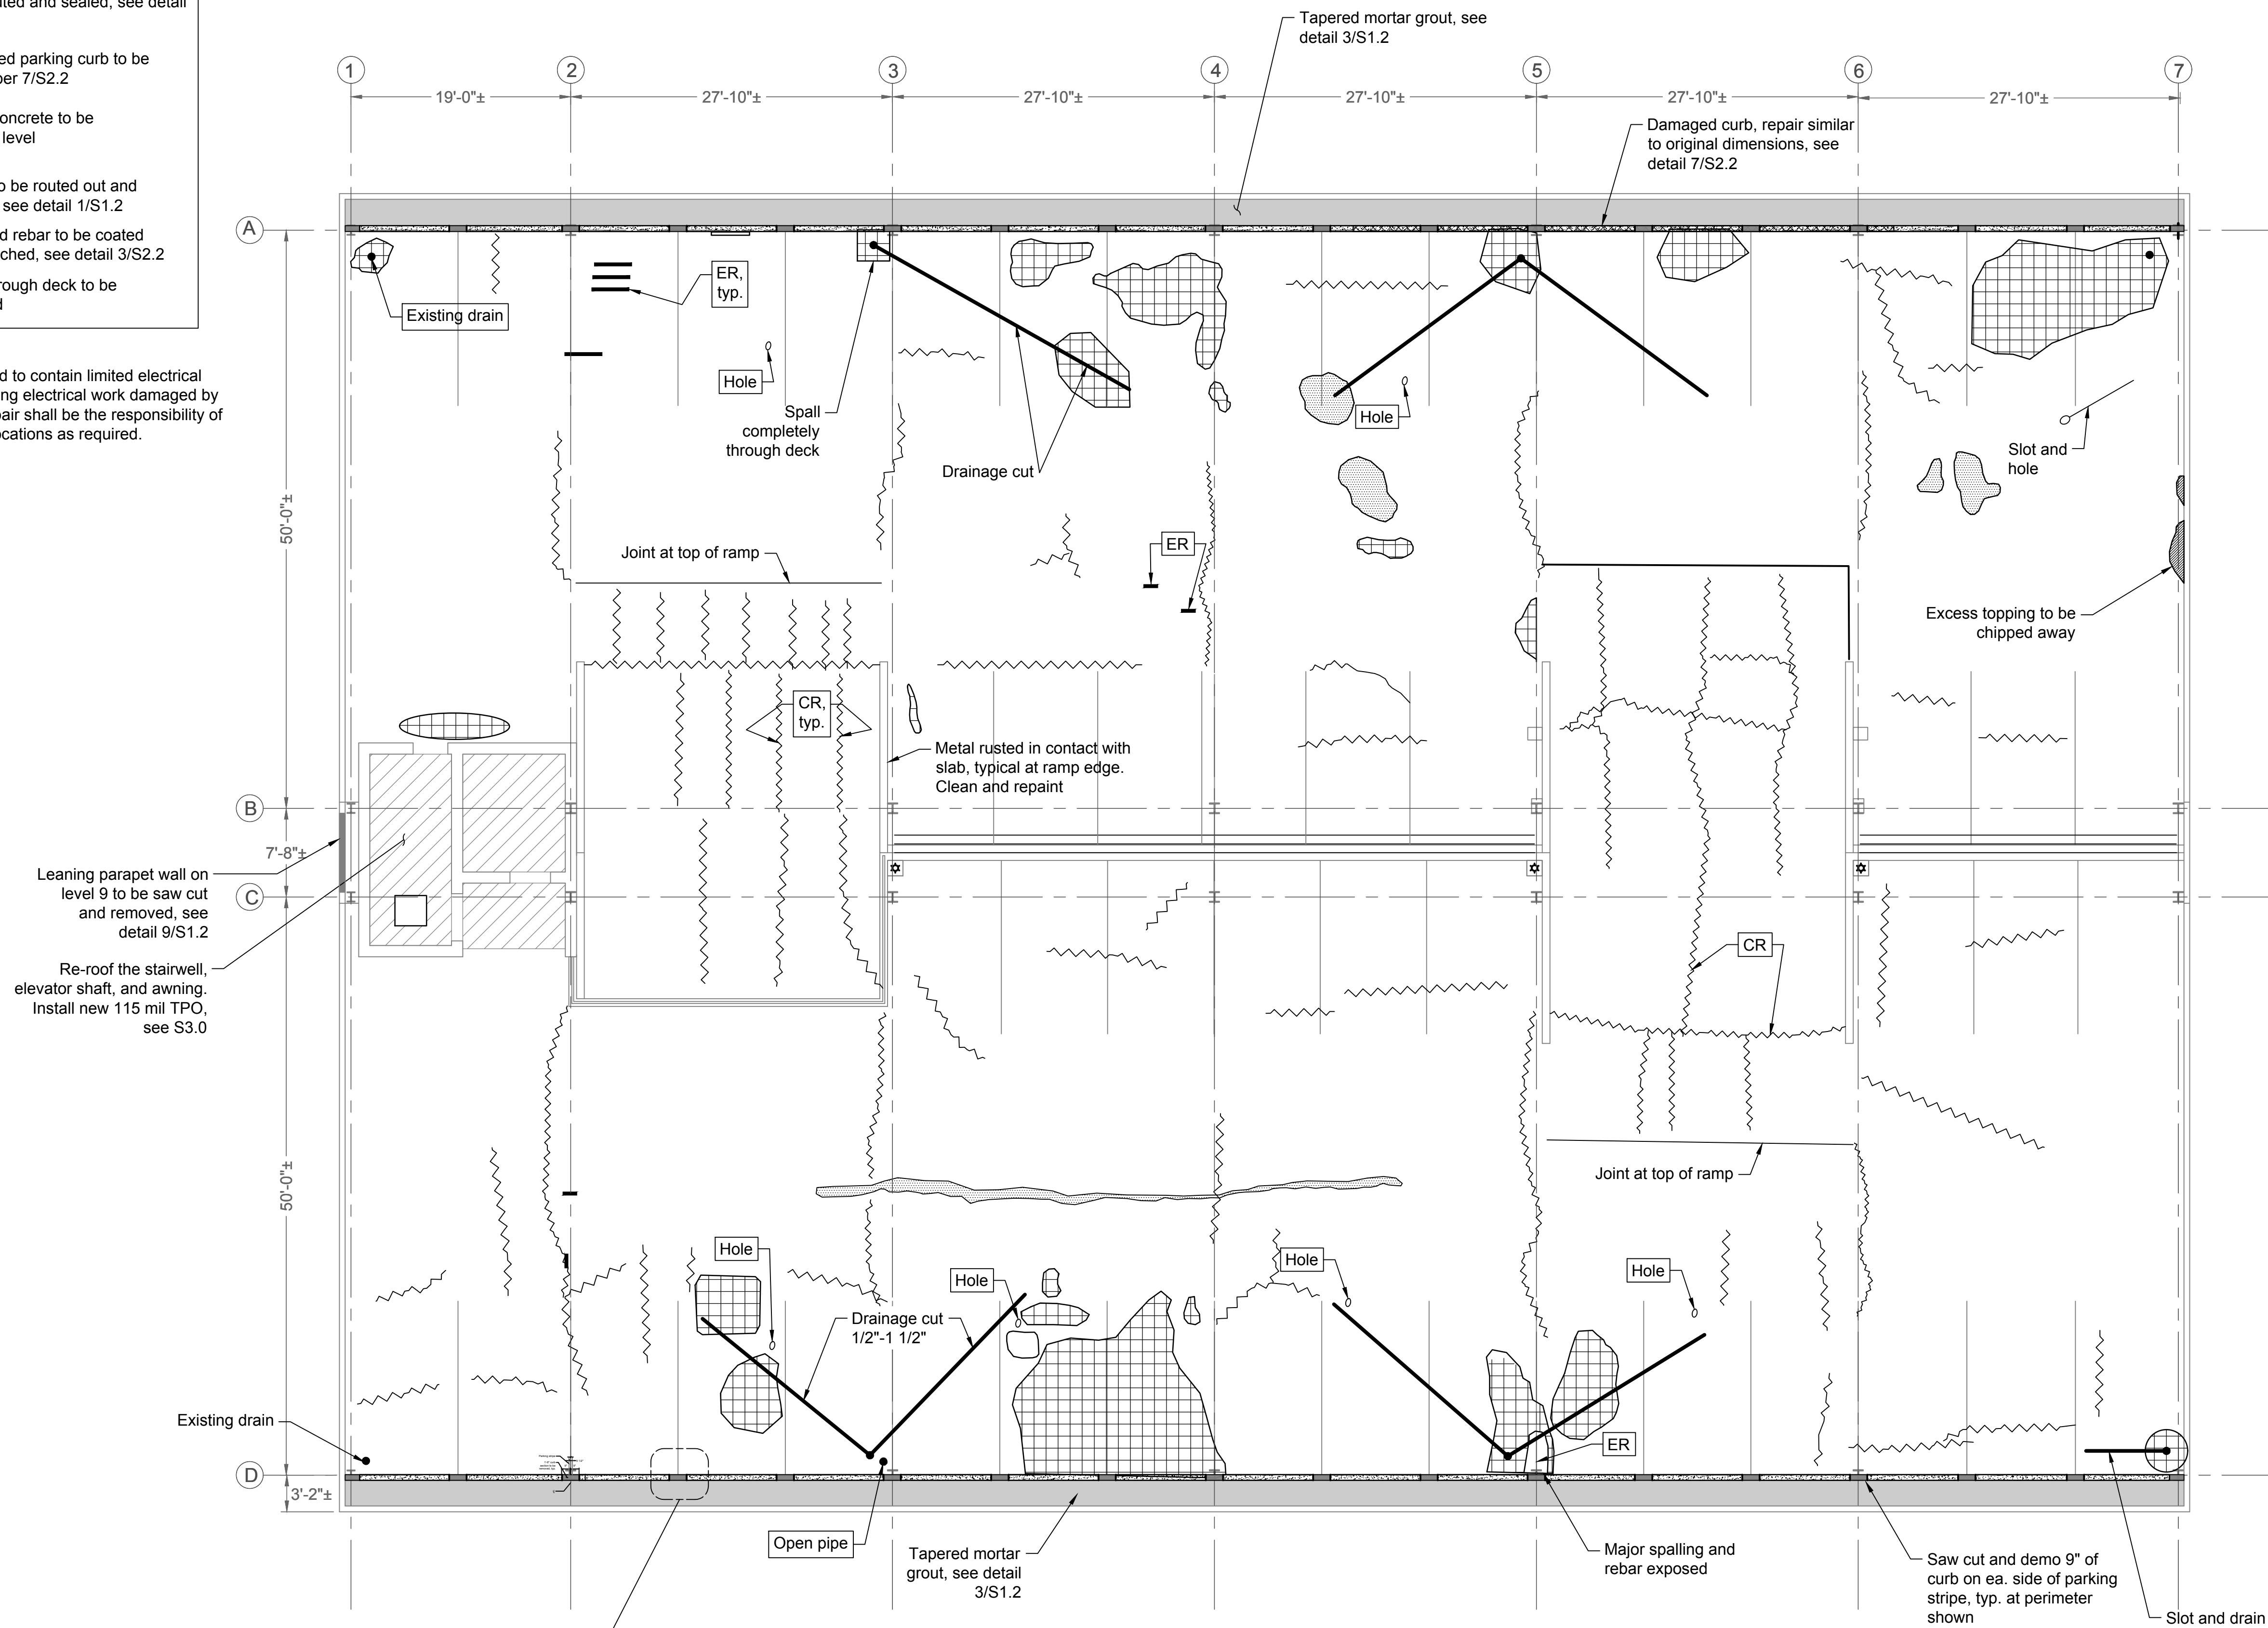 ted and sealed, see detail
ed parking curb to be
per 7/S2.2
oncrete to be
level
o be routed out and
see detail 1/S1.2
d rebar to be coated
ched, see detail 3/S2.2
rough deck to be
d
d to contain limited electrical
ing electrical work damaged by
pair shall be the responsibility of
ocations as required.
Tapered mortar grout, see
detail 3/S1.2
1
2
3
4
5
6
7
19'-0"±
27'-10"±
27'-10"±
27'-10"±
27'-10"±
27'-10"±
Damaged curb, repair similar
to original dimensions, see
detail 7/S2.2
A
Existing drain
ER,
typ.
Hole
Spall
completely
through deck
Drainage cut
Hole
Slot and
hole
50'-0"±
Joint at top of ramp
ER
Excess topping to be
chipped away
CR,
typ.
Metal rusted in contact with
slab, typical at ramp edge.
Clean and repaint
B
7'-8"±
C
Leaning parapet wall on
level 9 to be saw cut
and removed, see
detail 9/S1.2
Re-roof the stairwell,
elevator shaft, and awning.
Install new 115 mil TPO,
see S3.0
CR
50'-0"±
Joint at top of ramp
Hole
Hole
Hole
Hole
Drainage cut
1/2"-1 1/2"
Existing drain
ER
D
3'-2"±
Open pipe
Tapered mortar
grout, see detail
3/S1.2
Major spalling and
rebar exposed
Saw cut and demo 9" of
curb on ea. side of parking
stripe, typ. at perimeter
shown
Slot and drain